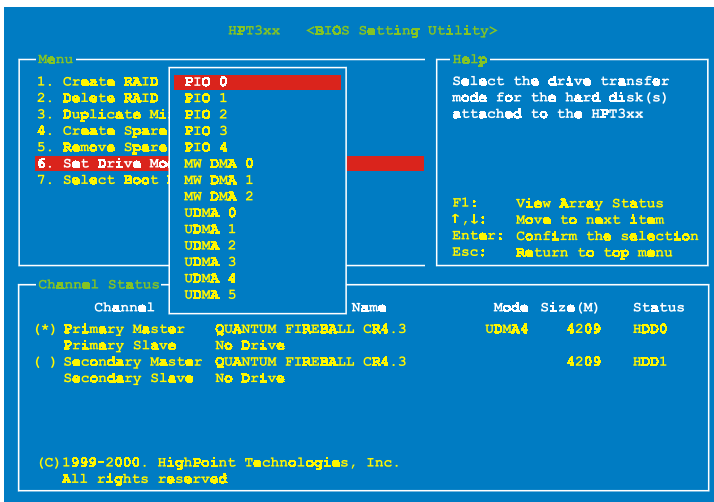 HPT3xx <BIOS Setting Utility>
Menu
1. Create RAID
2. Delete RAID
3. Duplicate Mi
4. Create Spare
5. Remove Spare
6. Set Drive Mo
7. Select Boot
PIO 0
PIO 1
PIO 2
PIO 3
PIO 4
MW DMA 0
MW DMA 1
MW DMA 2
UDMA 0
UDMA 1
UDMA 2
UDMA 3
UDMA 4
UDMA 5
Help
Select the drive transfer
mode for the hard disk(s)
attached to the HPT3xx
F1: View Array Status
↑,↓: Move to next item
Enter: Confirm the selection
Esc: Return to top menu
Channel Status
Channel Name Mode Size(M) Status
(*) Primary Master QUANTUM FIREBALL CR4.3 UDMA4 4209 HDD0
Primary Slave No Drive
( ) Secondary Master QUANTUM FIREBALL CR4.3 4209 HDD1
Secondary Slave No Drive
(C)1999-2000. HighPoint Technologies, Inc.
All rights reserved